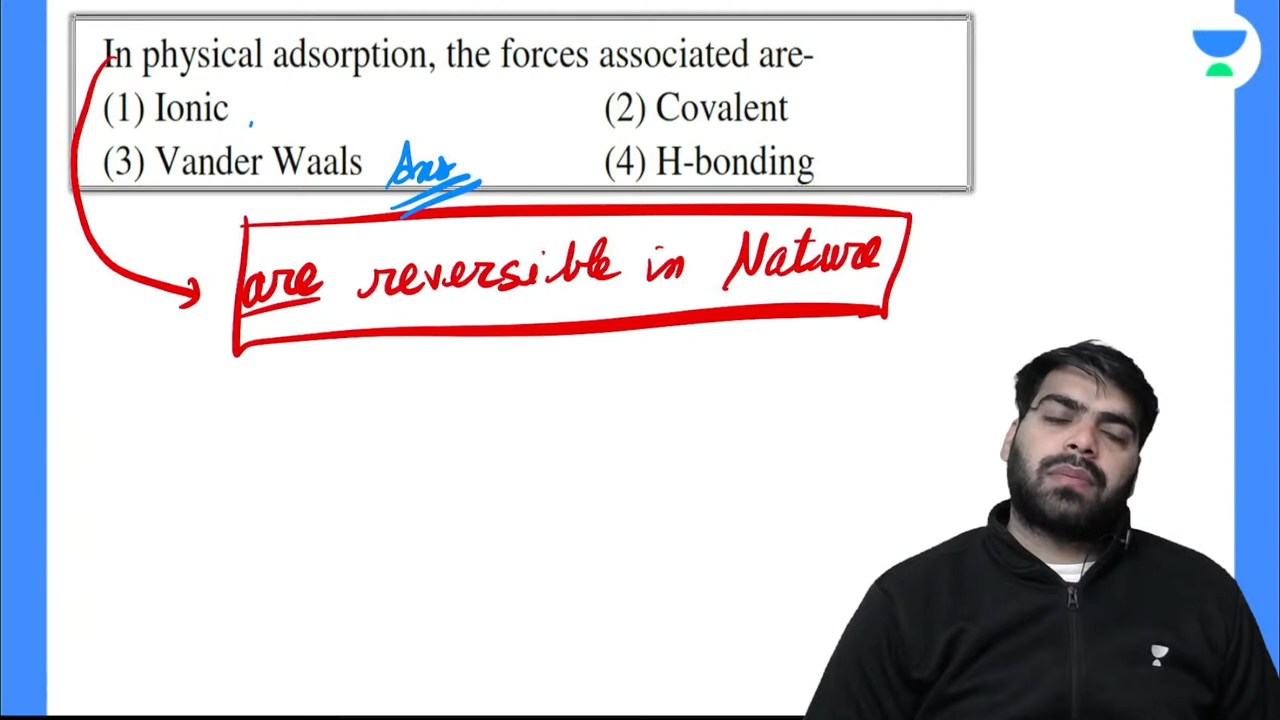 In physical adsorption, the forces associated are-
(1) Ionic (2) Covalent
(3) Vander Waals Ans (4) H-bonding
are reversible in Nature